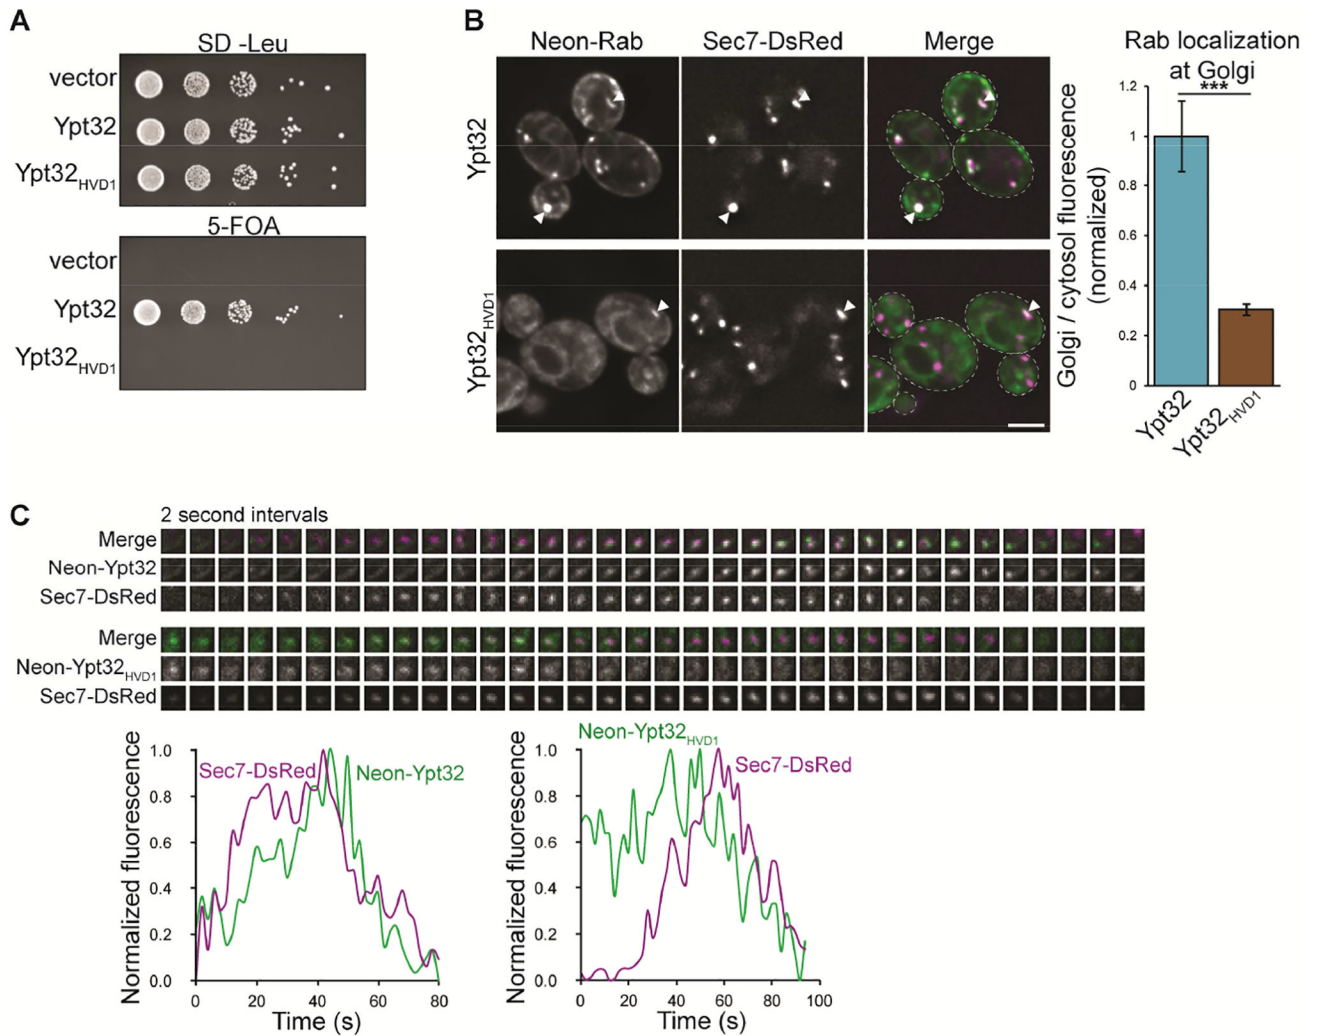 A
SD -Leu
vector
Ypt32
Ypt32HVD1
5-FOA
vector
Ypt32
Ypt32HVD1
B
Neon-Rab
Sec7-DsRed
Merge
Ypt32
Ypt32HVD1
Rab localization
at Golgi
***
Golgi / cytosol fluorescence
(normalized)
1.2
1
0.8
0.6
0.4
0.2
0
Ypt32
Ypt32HVD1
C
2 second intervals
Merge
Neon-Ypt32
Sec7-DsRed
Merge
Neon-Ypt32HVD1
Sec7-DsRed
Normalized fluorescence
1.0
0.8
0.6
0.4
0.2
0.0
Sec7-DsRed
Neon-Ypt32
0 20 40 60 80
Time (s)
Normalized fluorescence
Neon-Ypt32HVD1
1.0
0.8
0.6
0.4
0.2
0.0
Sec7-DsRed
0 20 40 60 80 100
Time (s)